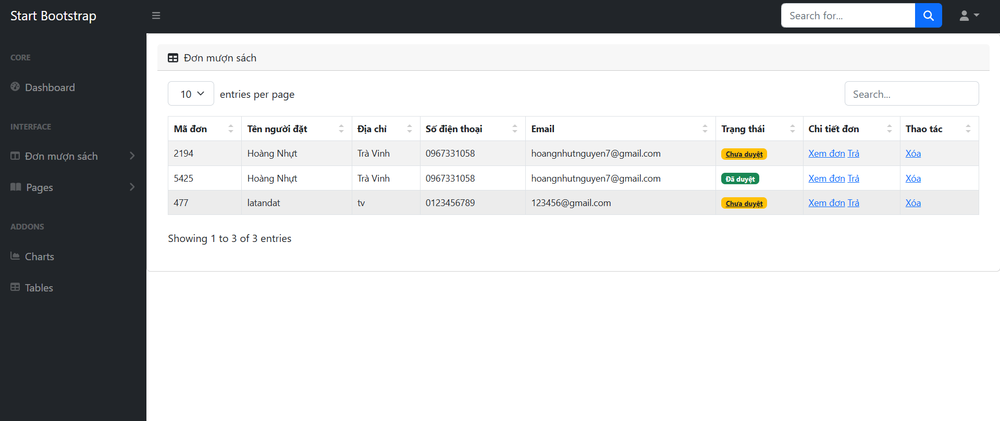 Start Bootstrap
Search for...
CORE
Dashboard
INTERFACE
Đơn mượn sách
Pages
ADDONS
Charts
Tables
Đơn mượn sách
10 entries per page
Search...
Mã đơn Tên người đặt Địa chỉ Số điện thoại Email Trạng thái Chi tiết đơn Thao tác
2194 Hoàng Nhựt Trà Vinh 0967331058 hoangnhutnguyen7@gmail.com Chưa duyệt Xem đơn Trả Xóa
5425 Hoàng Nhựt Trà Vinh 0967331058 hoangnhutnguyen7@gmail.com Đã duyệt Xem đơn Trả Xóa
477 latandat tv 0123456789 123456@gmail.com Chưa duyệt Xem đơn Trả Xóa
Showing 1 to 3 of 3 entries